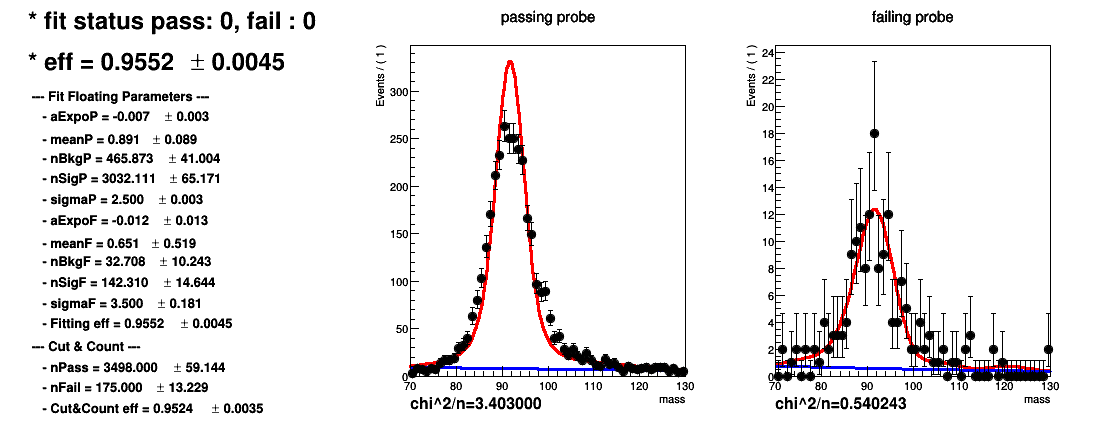 * fit status pass: 0, fail : 0
* eff = 0.9552 ± 0.0045
--- Fit Floating Parameters ---
- aExpoP = -0.007 ± 0.003
- meanP = 0.891 ± 0.089
- nBkgP = 465.873 ± 41.004
- nSigP = 3032.111 ± 65.171
- sigmaP = 2.500 ± 0.003
- aExpoF = -0.012 ± 0.013
- meanF = 0.651 ± 0.519
- nBkgF = 32.708 ± 10.243
- nSigF = 142.310 ± 14.644
- sigmaF = 3.500 ± 0.181
- Fitting eff = 0.9552 ± 0.0045
--- Cut & Count ---
- nPass = 3498.000 ± 59.144
- nFail = 175.000 ± 13.229
- Cut&Count eff = 0.9524 ± 0.0035
passing probe
Events / ( 1 )
300
250
200
150
100
50
0
70 80 90 100 110 120 130
mass
chi^2/n=3.403000
failing probe
Events / ( 1 )
24
22
20
18
16
14
12
10
8
6
4
2
0
70 80 90 100 110 120 130
mass
chi^2/n=0.540243